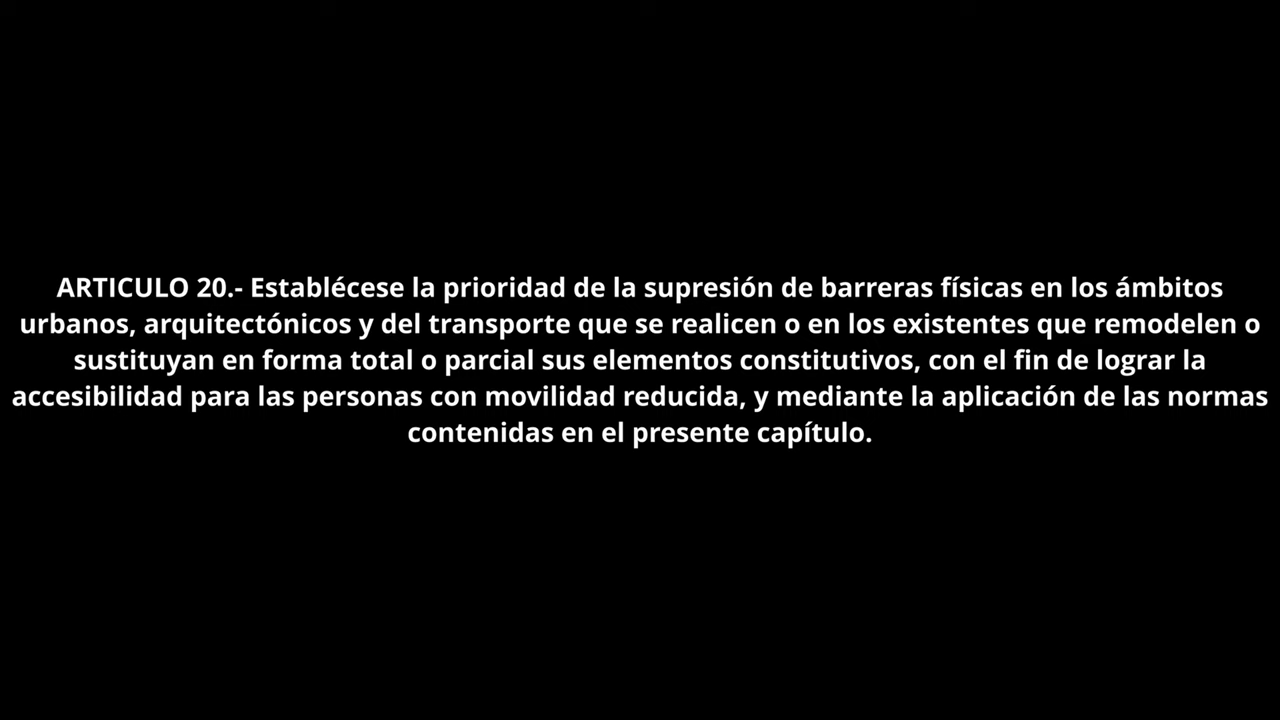 ARTICULO 20.- Establécese la prioridad de la supresión de barreras físicas en los ámbitos
urbanos, arquitectónicos y del transporte que se realicen o en los existentes que remodelen o
sustituyan en forma total o parcial sus elementos constitutivos, con el fin de lograr la
accesibilidad para las personas con movilidad reducida, y mediante la aplicación de las normas
contenidas en el presente capítulo.